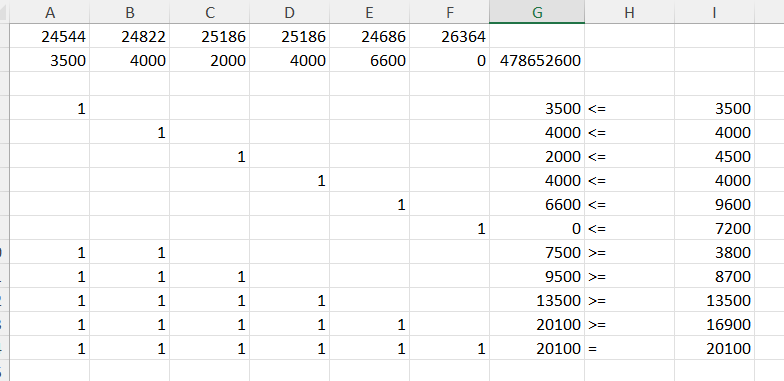 A B C D E F G H I
24544 24822 25186 25186 24686 26364
3500 4000 2000 4000 6600 0 478652600
1 3500 <= 3500
1 4000 <= 4000
1 2000 <= 4500
1 4000 <= 4000
1 6600 <= 9600
1 0 <= 7200
1 1 7500 >= 3800
1 1 1 9500 >= 8700
1 1 1 1 13500 >= 13500
1 1 1 1 1 20100 >= 16900
1 1 1 1 1 1 20100 = 20100